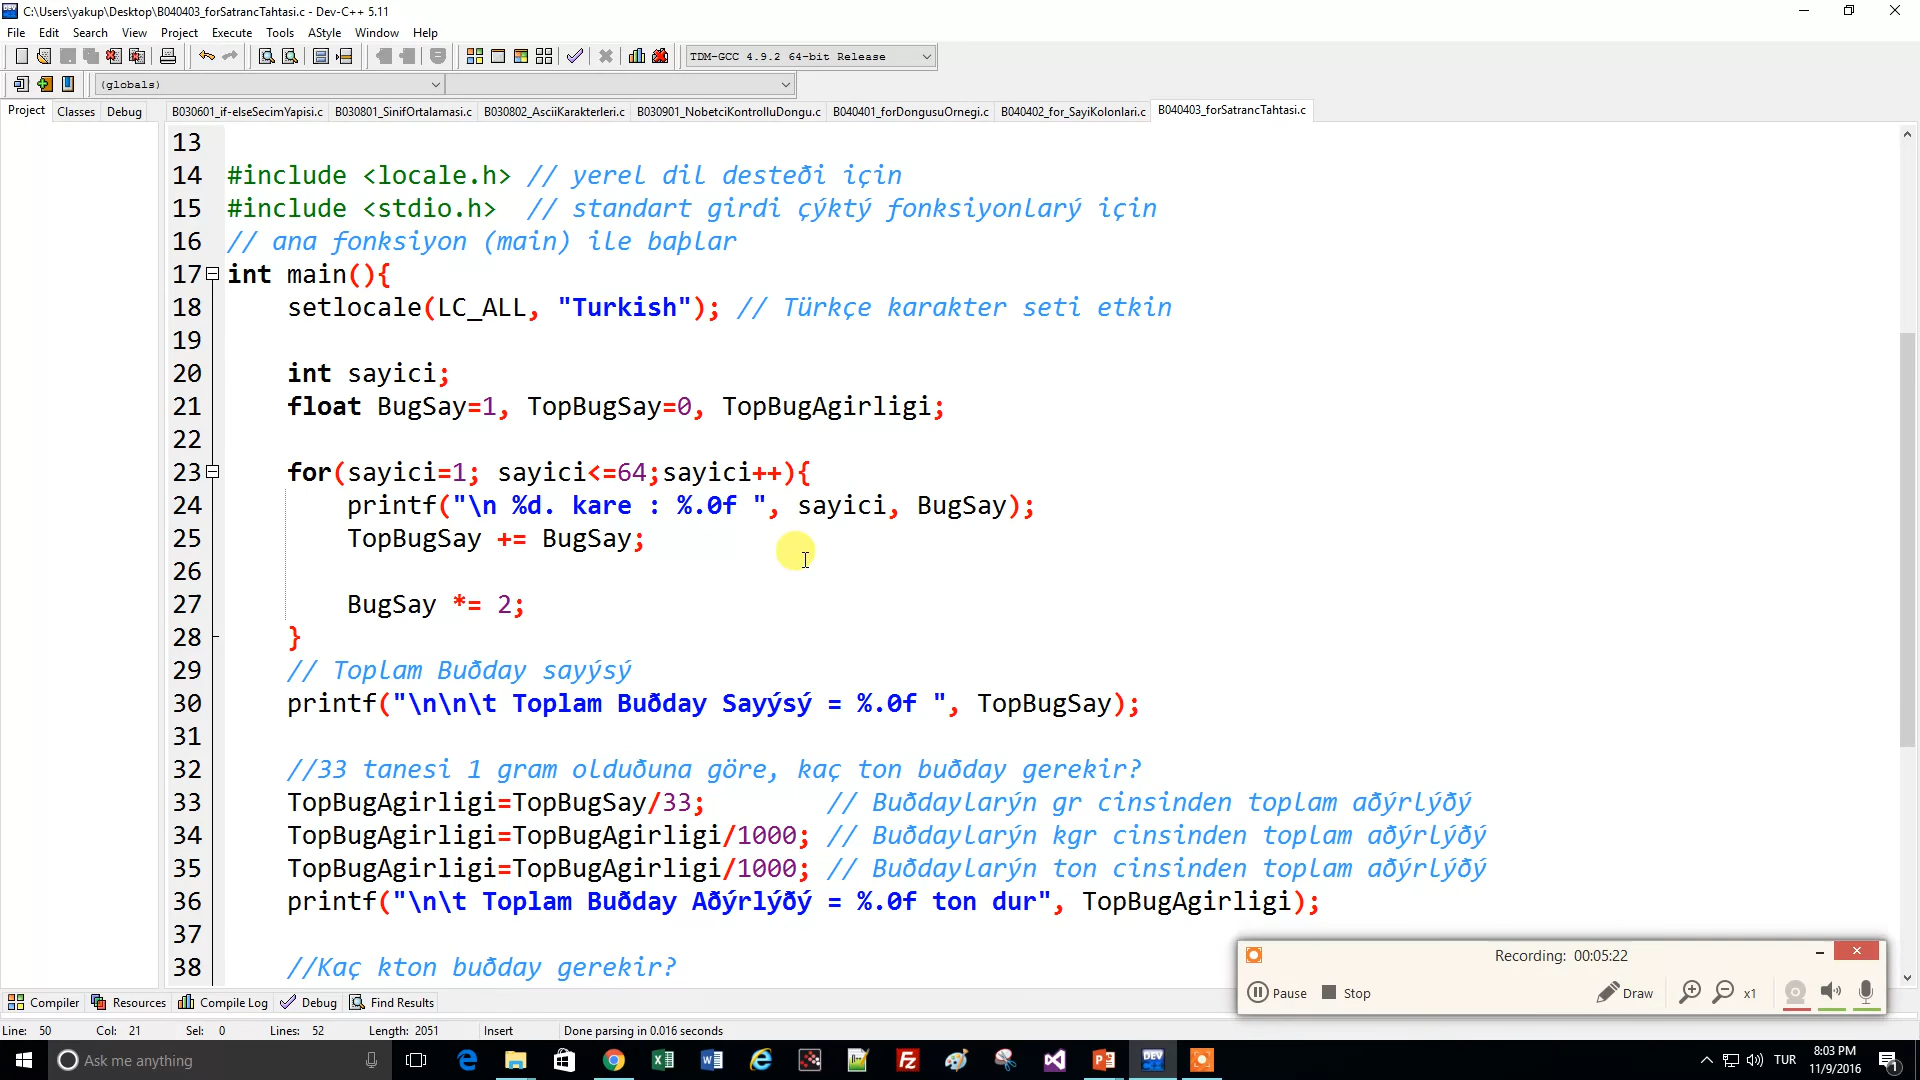 C:\Users\yakup\Desktop\B040403_forSatrancTahtasi.c - Dev-C++ 5.11
File Edit Search View Project Execute Tools AStyle Window Help
TDM-GCC 4.9.2 64-bit Release
(globals)
Project Classes Debug B030601_if-elseSecimYapisi.c B030801_SinifOrtalamasi.c B030802_AsciiKarakterleri.c B030901_NobetciKontrolluDongu.c B040401_forDongusuOrnegi.c B040402_for_SayiKolonlari.c B040403_forSatrancTahtasi.c
13
14 #include <locale.h> // yerel dil desteði için
15 #include <stdio.h>  // standart girdi çýktý fonksiyonlarý için
16 // ana fonksiyon (main) ile baþlar
17 int main(){
18     setlocale(LC_ALL, "Turkish"); // Türkçe karakter seti etkin
19
20     int sayici;
21     float BugSay=1, TopBugSay=0, TopBugAgirligi;
22
23     for(sayici=1; sayici<=64;sayici++){
24         printf("\n %d. kare : %.0f ", sayici, BugSay);
25         TopBugSay += BugSay;
26
27         BugSay *= 2;
28     }
29     // Toplam Buðday sayýsý
30     printf("\n\n\t Toplam Buðday Sayýsý = %.0f ", TopBugSay);
31
32     //33 tanesi 1 gram olduðuna göre, kaç ton buðday gerekir?
33     TopBugAgirligi=TopBugSay/33;        // Buðdaylarýn gr cinsinden toplam aðýrlýðý
34     TopBugAgirligi=TopBugAgirligi/1000; // Buðdaylarýn kgr cinsinden toplam aðýrlýðý
35     TopBugAgirligi=TopBugAgirligi/1000; // Buðdaylarýn ton cinsinden toplam aðýrlýðý
36     printf("\n\t Toplam Buðday Aðýrlýðý = %.0f ton dur", TopBugAgirligi);
37
38     //Kaç kton buðday gerekir?
Recording: 00:05:22
Pause Stop Draw x1
Compiler Resources Compile Log Debug Find Results
Line: 50 Col: 21 Sel: 0 Lines: 52 Length: 2051 Insert Done parsing in 0.016 seconds
Ask me anything
DEV
TUR
8:03 PM
11/9/2016
1